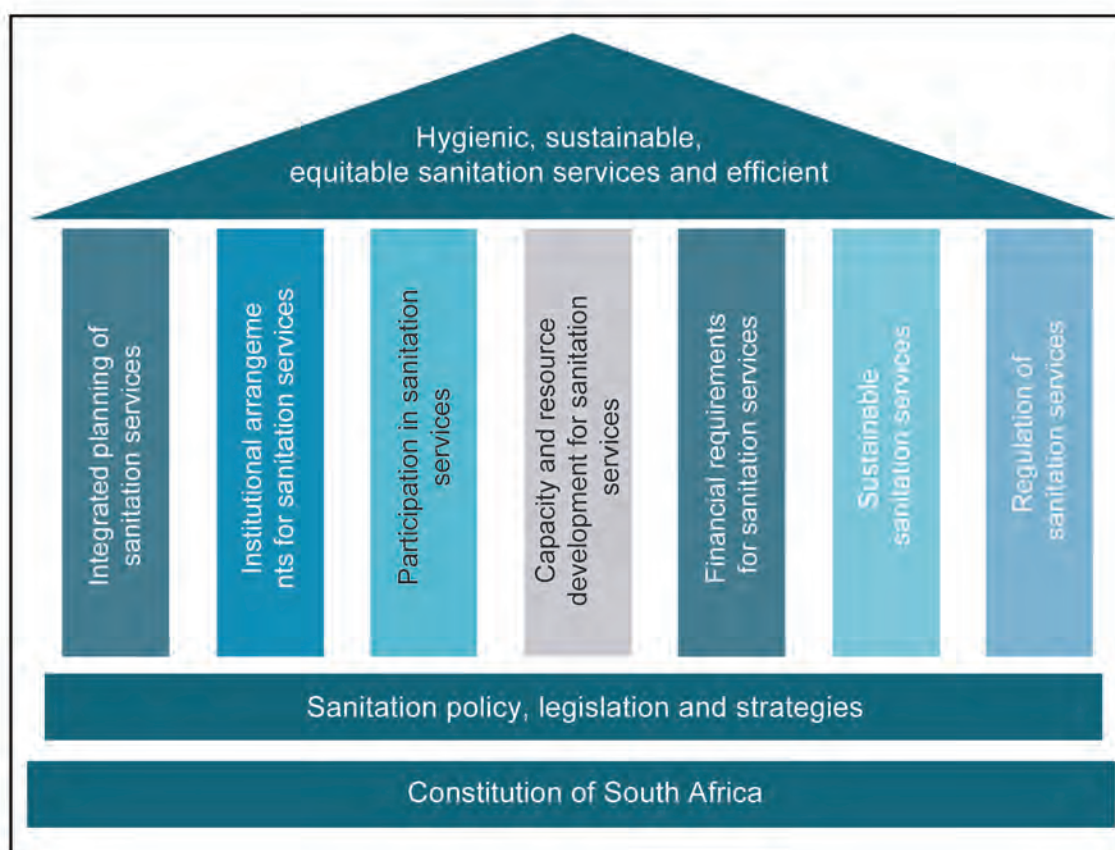 Hygienic, sustainable,
equitable sanitation services and efficient
Integrated planning of
sanitation services
Institutional arrangeme
nts for sanitation services
Participation in sanitation
services
Capacity and resource
development for sanitation
services
Financial requirements
for sanitation services
Sustainable
sanitation services
Regulation of
sanitation services
Sanitation policy, legislation and strategies
Constitution of South Africa